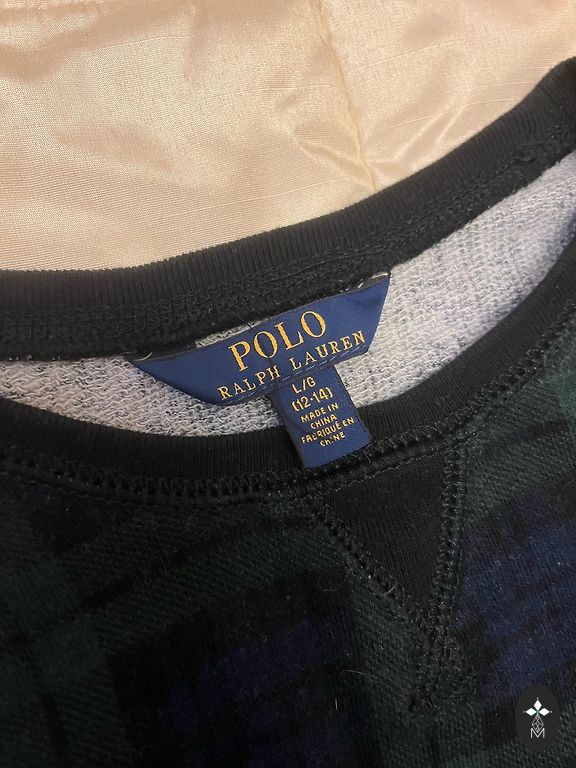 POLO
RALPH LAUREN
L/G
(12-14)
MADE IN
CHINA
FABRIQUÉ EN
CHINE
M